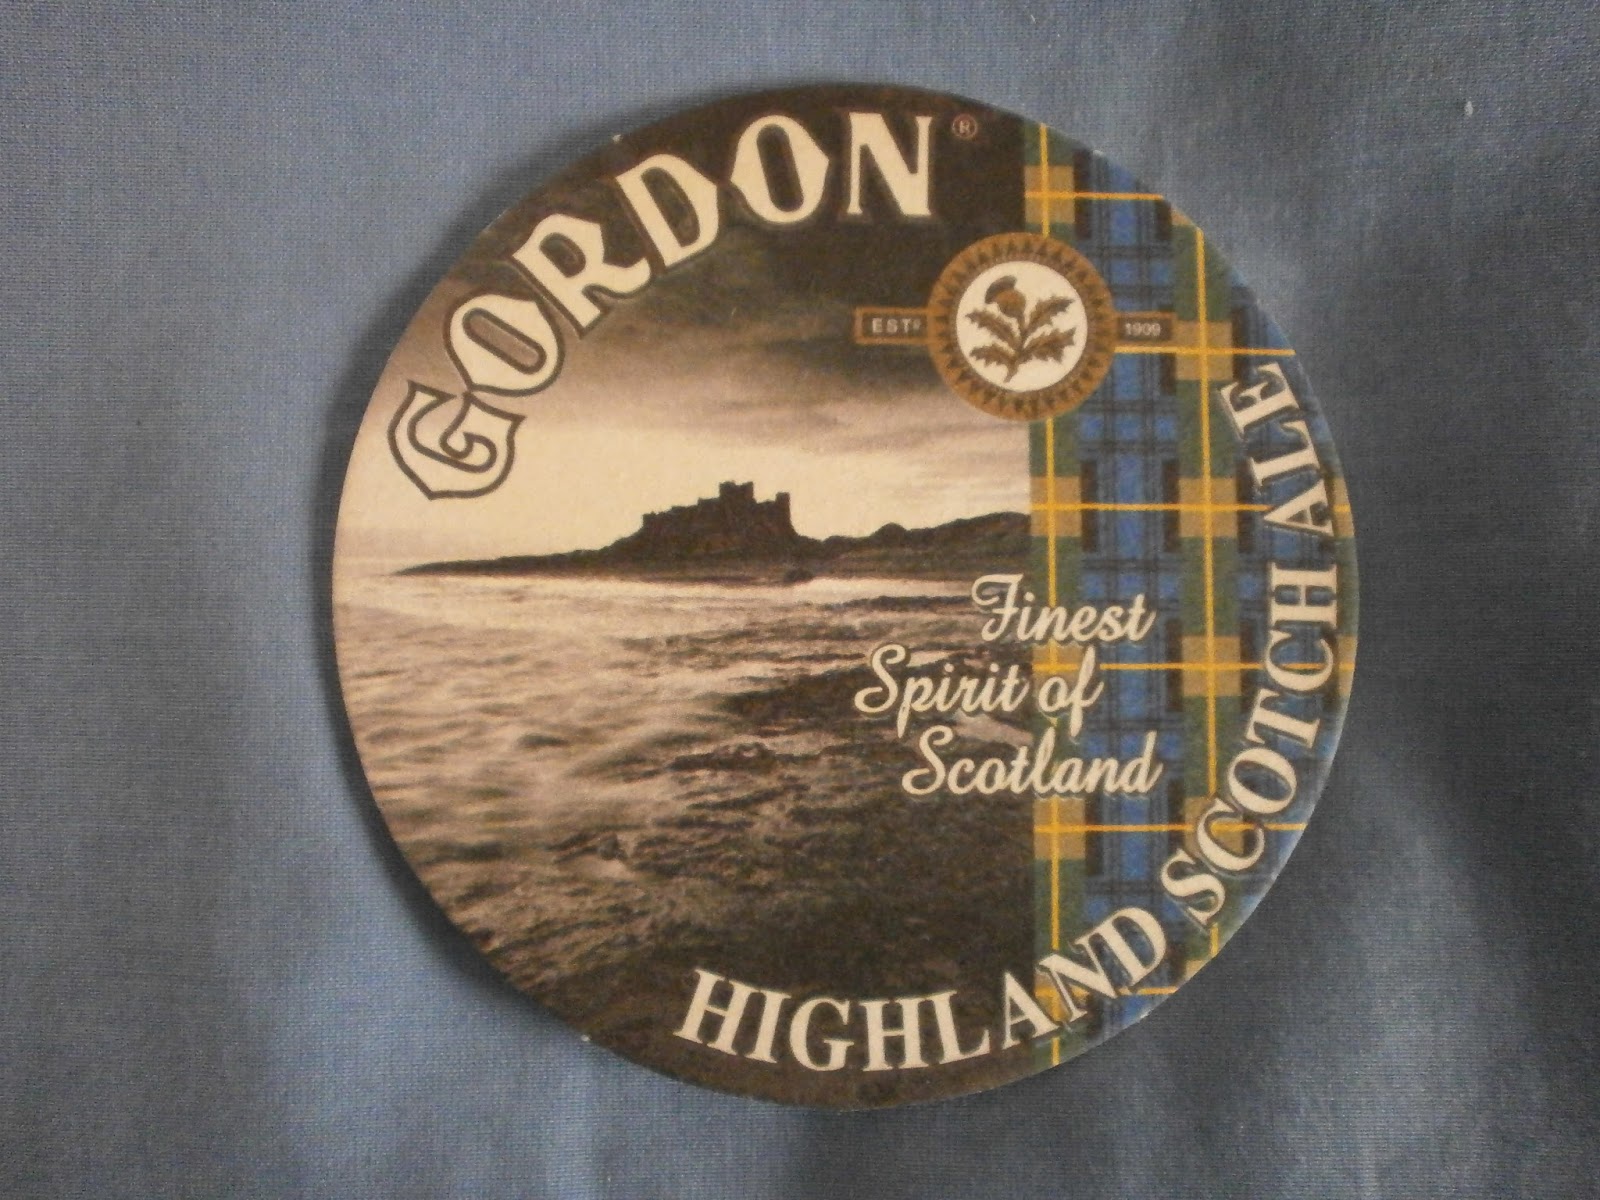 GORDON®
ESTD 1909
Finest
Spirit of
Scotland
HIGHLAND SCOTCH ALE